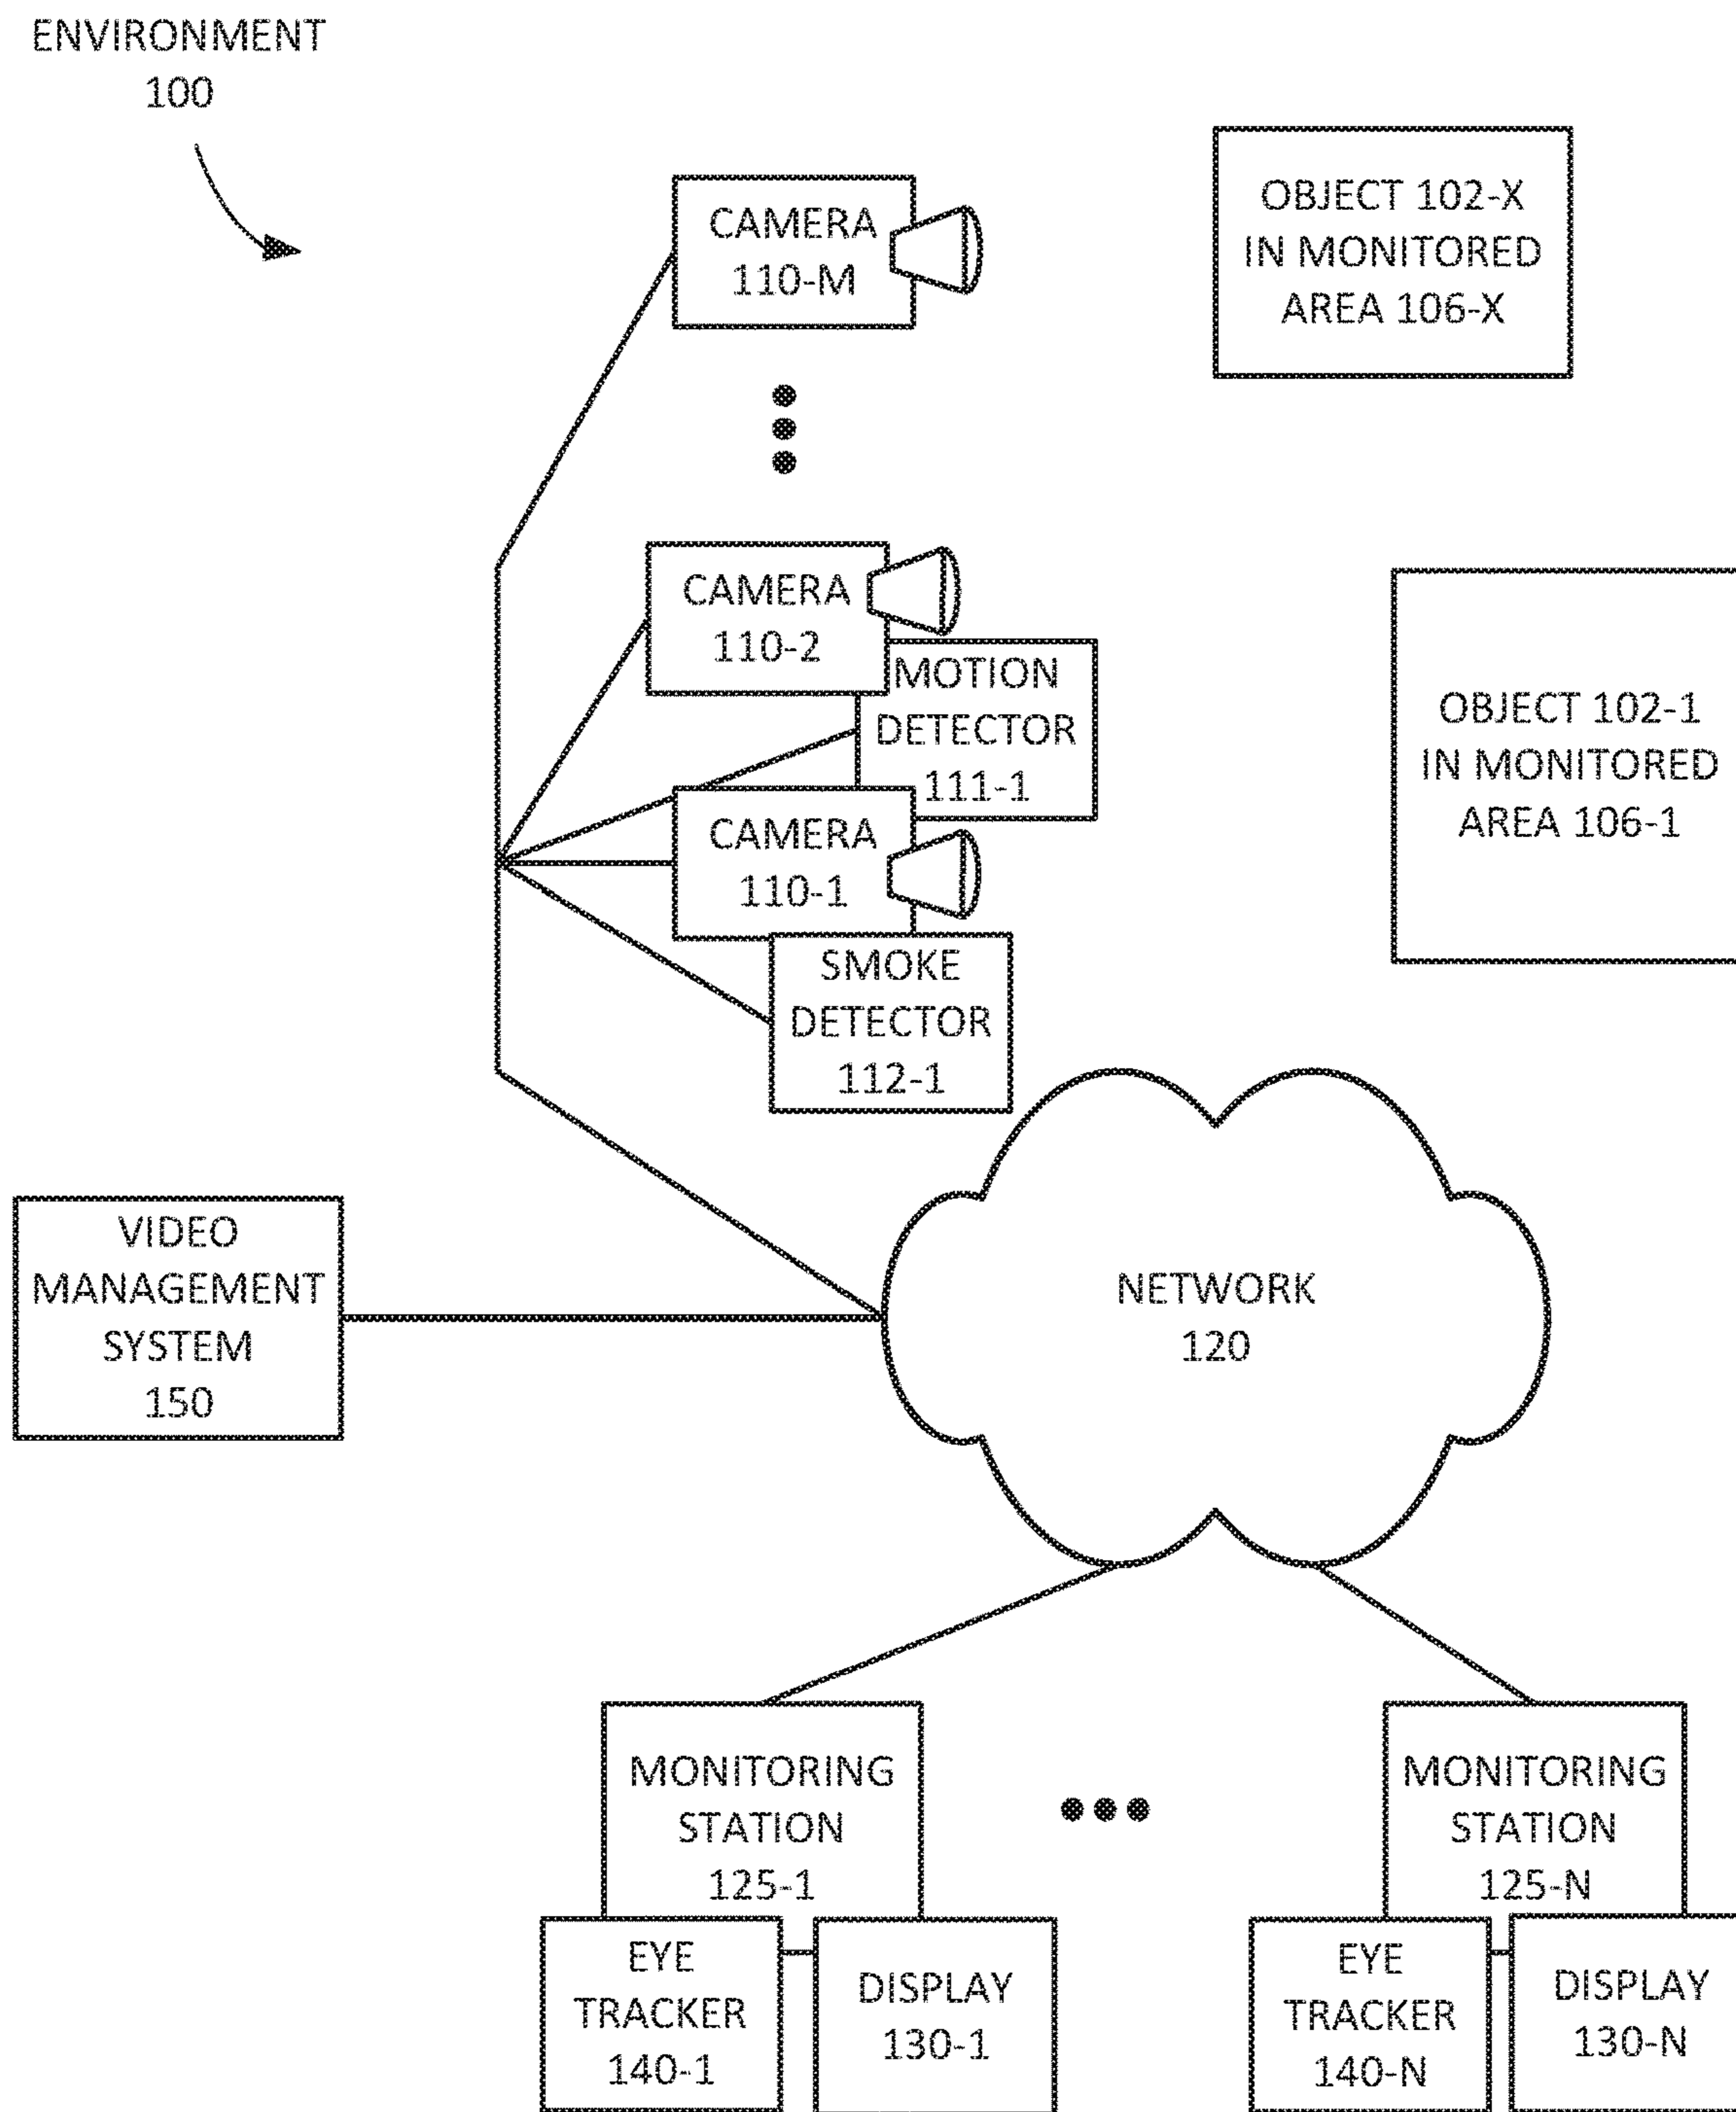 ENVIRONMENT
100
CAMERA
110-M
OBJECT 102-X
IN MONITORED
AREA 106-X
CAMERA
110-2
MOTION
DETECTOR
111-1
OBJECT 102-1
IN MONITORED
AREA 106-1
CAMERA
110-1
SMOKE
DETECTOR
112-1
VIDEO
MANAGEMENT
SYSTEM
150
NETWORK
120
MONITORING
STATION
125-1
MONITORING
STATION
125-N
EYE
TRACKER
140-1
DISPLAY
130-1
EYE
TRACKER
140-N
DISPLAY
130-N